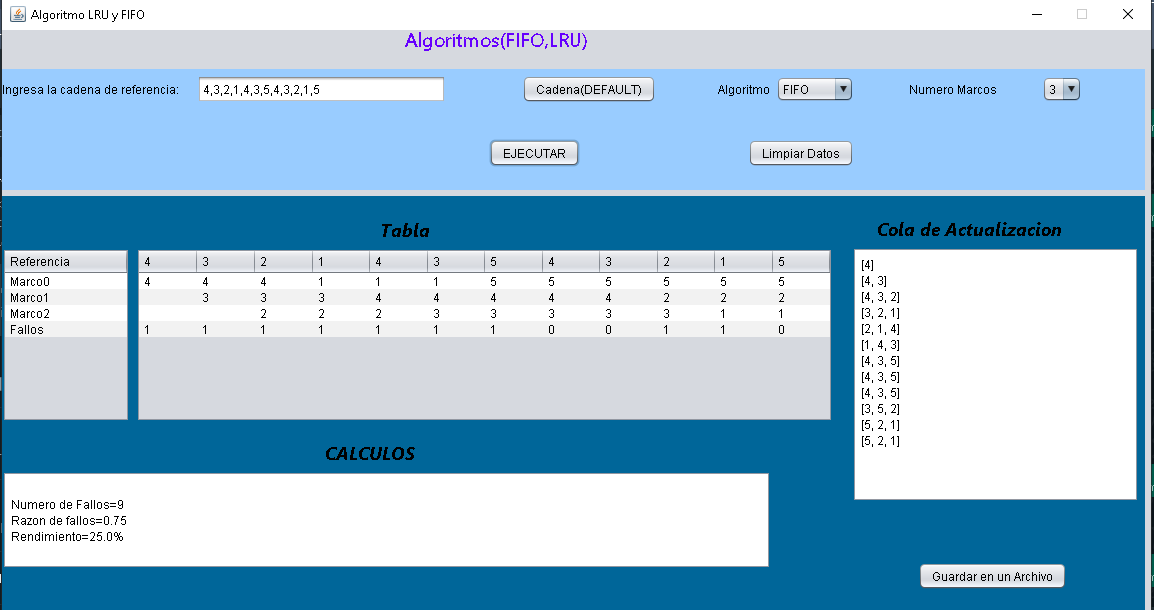 Algoritmo LRU y FIFO
Algoritmos(FIFO,LRU)
Ingresa la cadena de referencia: 4,3,2,1,4,3,5,4,3,2,1,5 Cadena(DEFAULT) Algoritmo FIFO Numero Marcos 3
EJECUTAR Limpiar Datos
Tabla
Referencia 4 3 2 1 4 3 5 4 3 2 1 5
Marco0 4 4 4 1 1 1 5 5 5 5 5 5
Marco1 3 3 3 4 4 4 4 4 2 2 2
Marco2 2 2 2 3 3 3 3 3 1 1
Fallos 1 1 1 1 1 1 1 0 0 1 1 0
Cola de Actualizacion
[4]
[4, 3]
[4, 3, 2]
[3, 2, 1]
[2, 1, 4]
[1, 4, 3]
[4, 3, 5]
[4, 3, 5]
[4, 3, 5]
[3, 5, 2]
[5, 2, 1]
[5, 2, 1]
CALCULOS
Numero de Fallos=9
Razon de fallos=0.75
Rendimiento=25.0%
Guardar en un Archivo